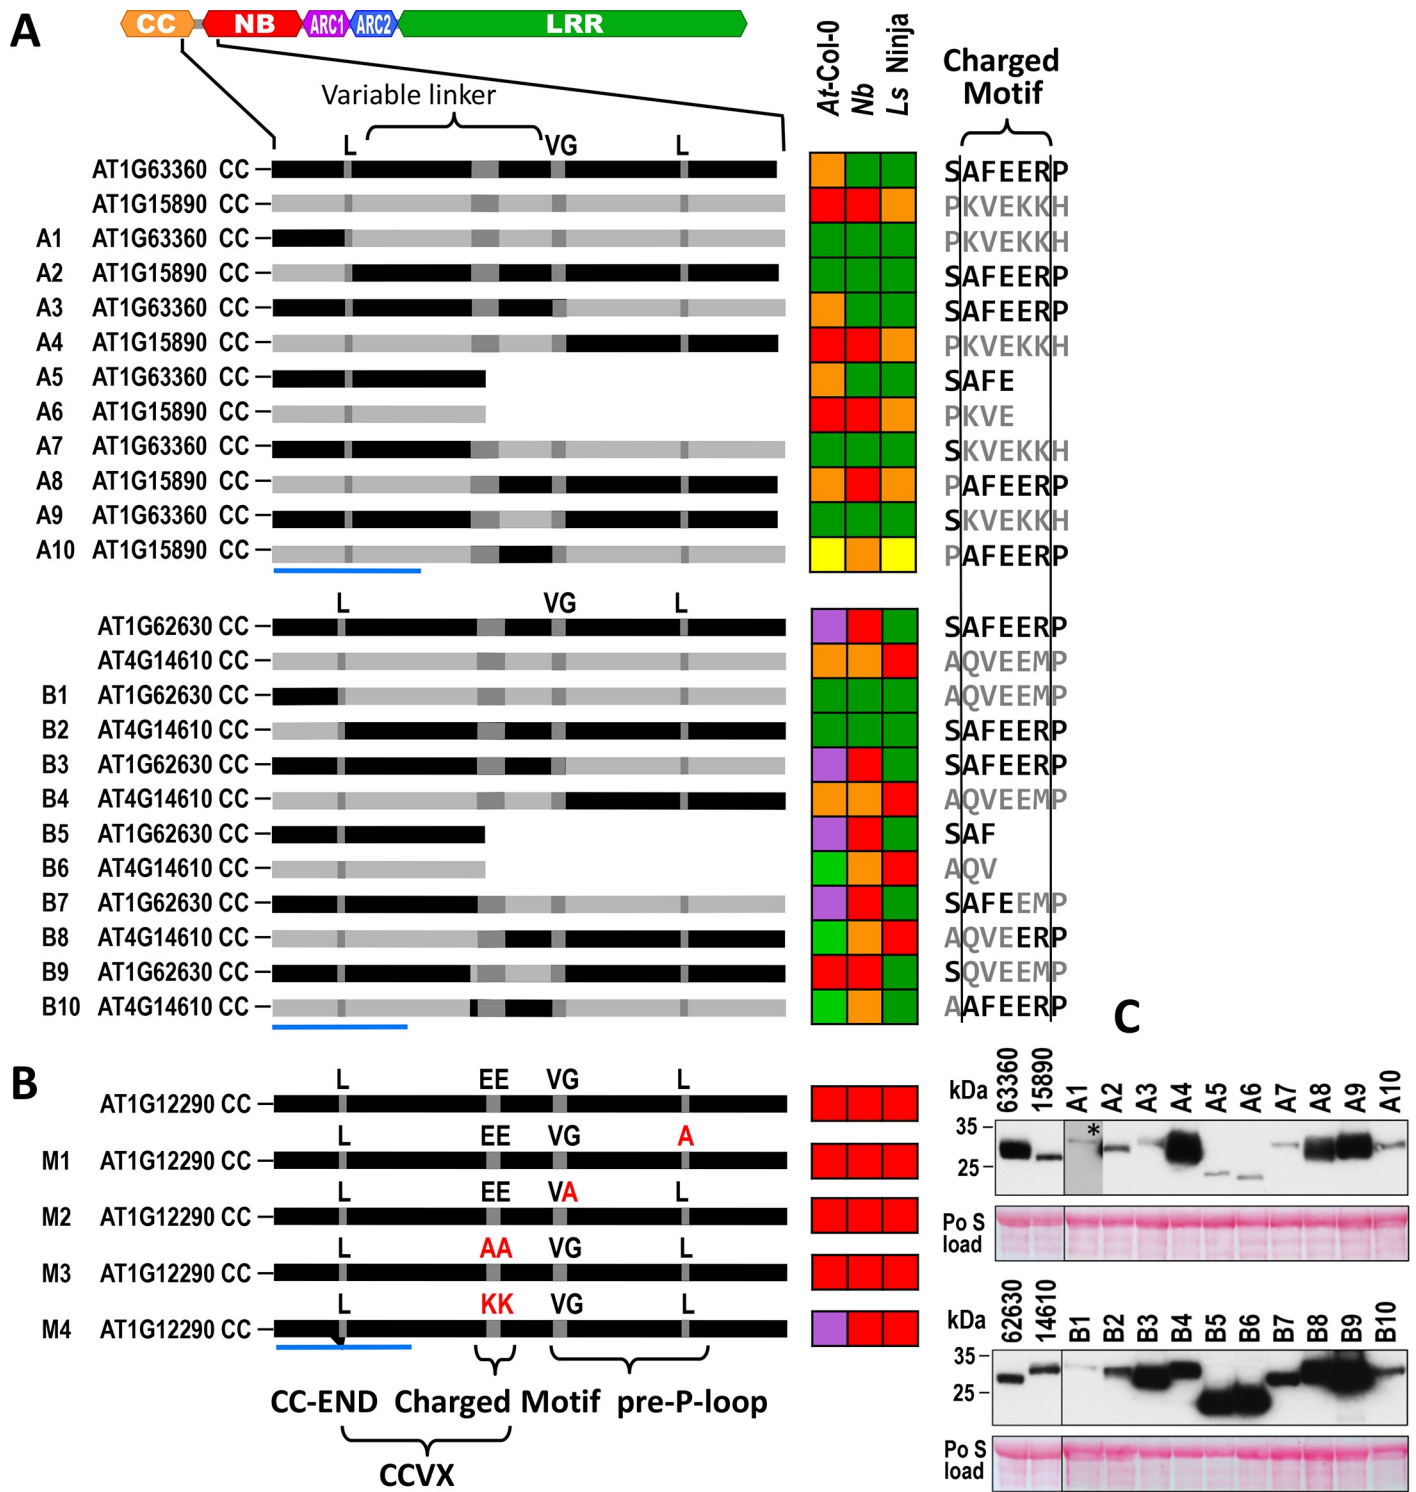 A
CC NB ARC1 ARC2 LRR
At-Col-0
Nb
Ls Ninja
Charged
Motif
Variable linker
L VG L
AT1G63360 CC SAFEERP
AT1G15890 CC PKVEKKH
A1 AT1G63360 CC PKVEKKH
A2 AT1G15890 CC SAFEERP
A3 AT1G63360 CC SAFEERP
A4 AT1G15890 CC PKVEKKH
A5 AT1G63360 CC SAFE
A6 AT1G15890 CC PKVE
A7 AT1G63360 CC SKVEKKH
A8 AT1G15890 CC PAFEERP
A9 AT1G63360 CC SKVEKKH
A10 AT1G15890 CC PAFEERP
L VG L
AT1G62630 CC SAFEERP
AT4G14610 CC AQVEEMP
B1 AT1G62630 CC AQVEEMP
B2 AT4G14610 CC SAFEERP
B3 AT1G62630 CC SAFEERP
B4 AT4G14610 CC AQVEEMP
B5 AT1G62630 CC SAF
B6 AT4G14610 CC AQV
B7 AT1G62630 CC SAFEEMP
B8 AT4G14610 CC AQVEERP
B9 AT1G62630 CC SQVEEMP
B10 AT4G14610 CC AAFEERP
B
L EE VG L
AT1G12290 CC
L EE VG A
M1 AT1G12290 CC
L EE VA L
M2 AT1G12290 CC
L AA VG L
M3 AT1G12290 CC
L KK VG L
M4 AT1G12290 CC
CC-END Charged Motif pre-P-loop
CCVX
C
kDa 63360 15890 A1 A2 A3 A4 A5 A6 A7 A8 A9 A10
35
*
25
Po S
load
kDa 62630 14610 B1 B2 B3 B4 B5 B6 B7 B8 B9 B10
35
25
Po S
load